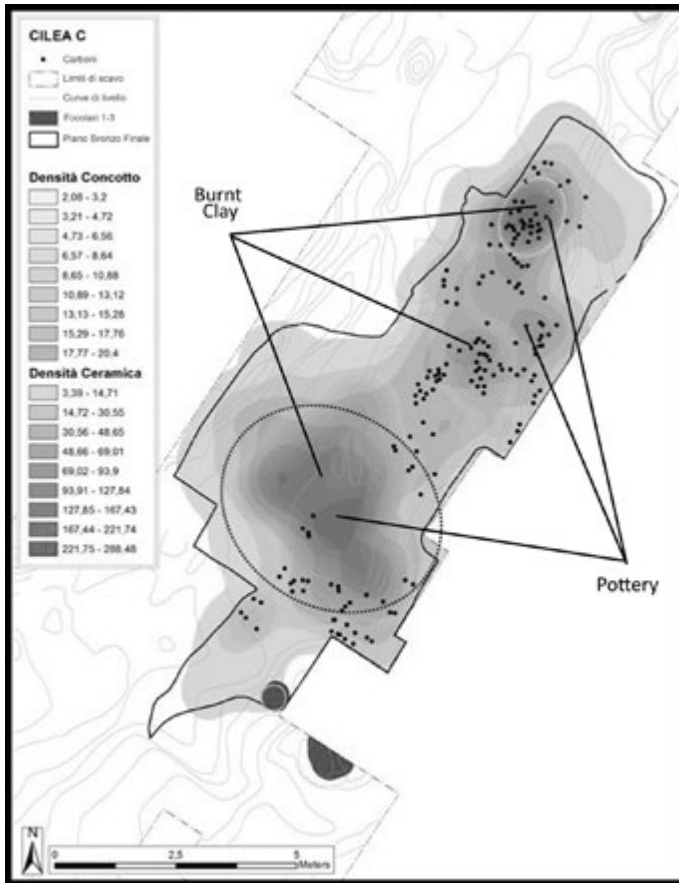 CILEA C
Carboni
Limiti di scavo
Curve di livello
Focolari 1-3
Piano Bronzo Finale
Densità Concotto
2,08 - 3,2
3,21 - 4,72
4,73 - 6,56
6,57 - 8,64
8,65 - 10,88
10,89 - 13,12
13,13 - 15,28
15,29 - 17,76
17,77 - 20,4
Densità Ceramica
3,39 - 14,71
14,72 - 30,55
30,56 - 48,65
48,66 - 69,01
69,02 - 93,9
93,91 - 127,84
127,85 - 167,43
167,44 - 221,74
221,75 - 288,48
Burnt
Clay
Pottery
N
0 2,5 5
Meters